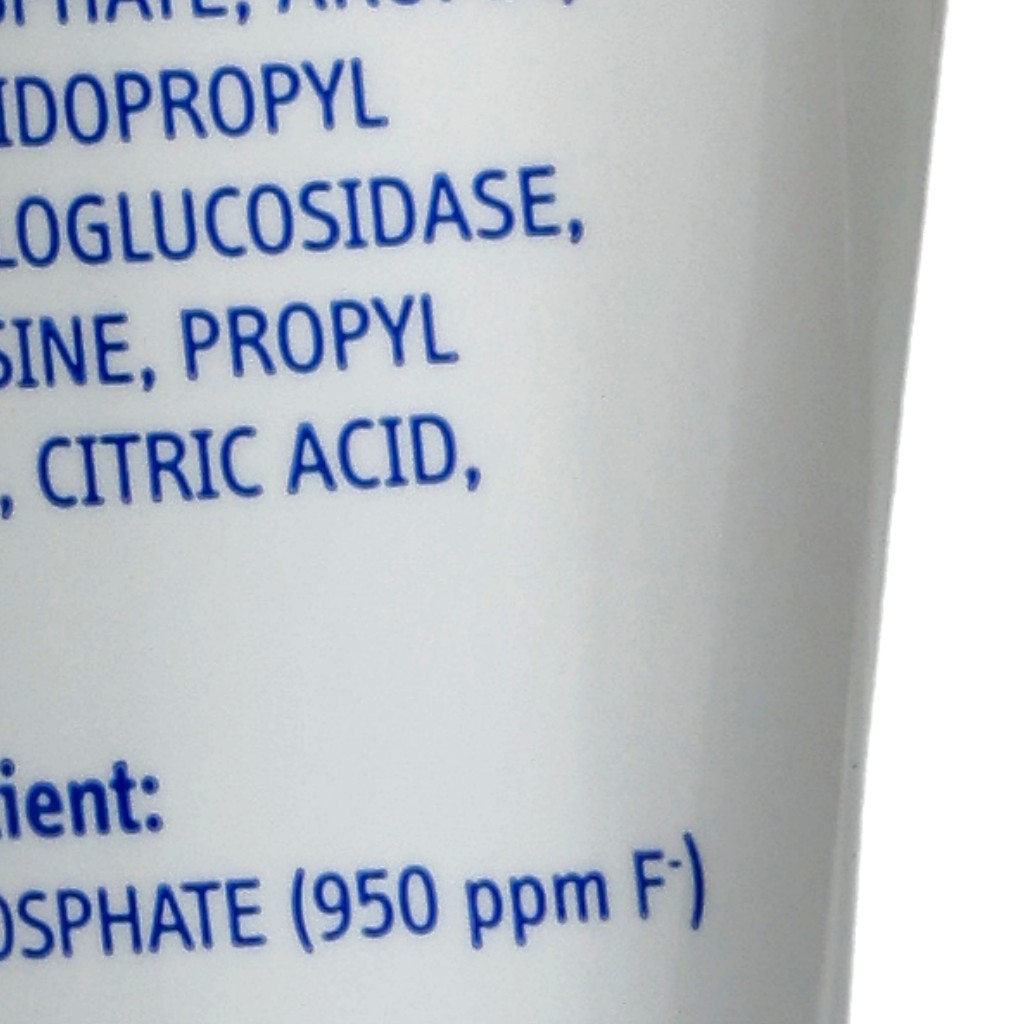 IDOPROPYL
LOGLUCOSIDASE,
SINE, PROPYL
, CITRIC ACID,
ient:
OSPHATE (950 ppm F⁻)